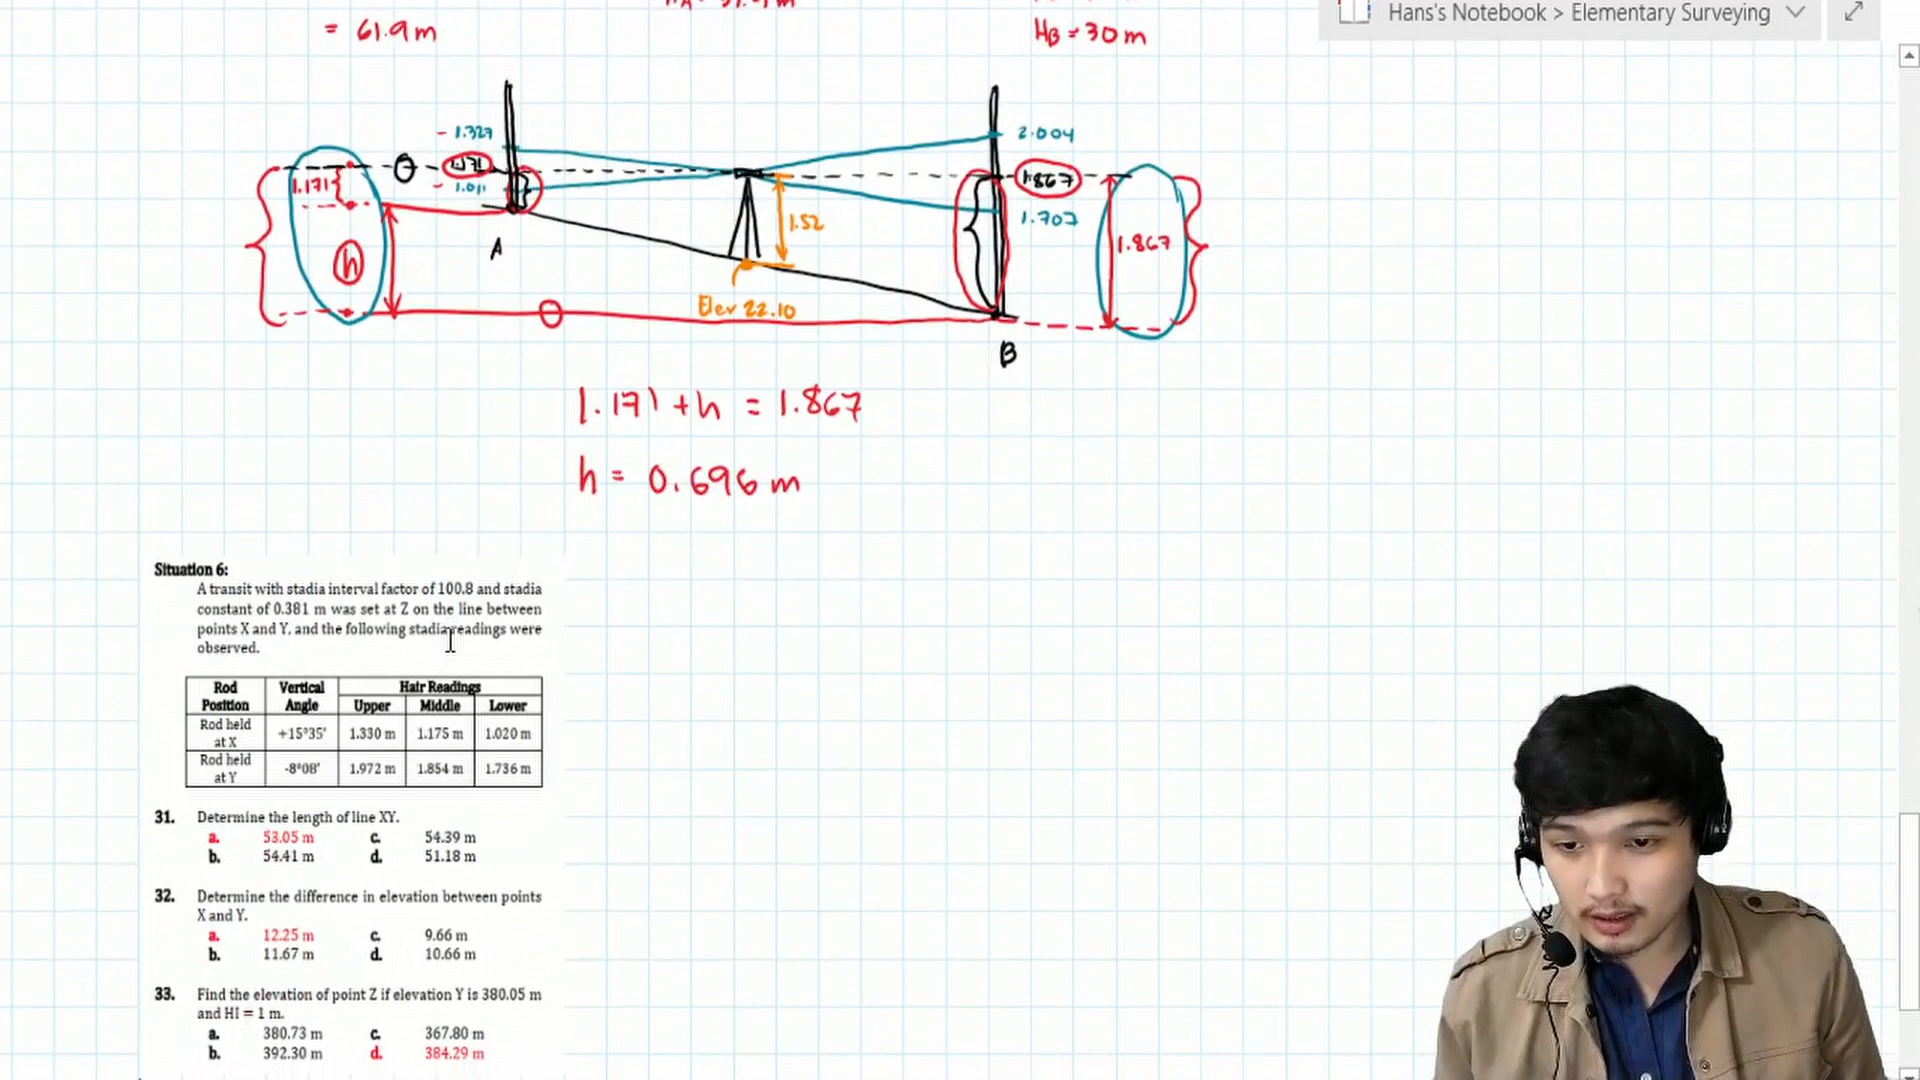 = 61.9 m
HB = 30 m
Hans's Notebook > Elementary Surveying
1.327
2.004
1.171
1.171
1.867
1.011
1.707
1.52
1.867
h
A
Elev 22.10
B
1.171 + h = 1.867
h = 0.696 m
Situation 6:
A transit with stadia interval factor of 100.8 and stadia
constant of 0.381 m was set at Z on the line between
points X and Y, and the following stadia readings were
observed.
Rod Position Vertical Angle Hair Readings
Upper Middle Lower
Rod held at X +15°35' 1.330 m 1.175 m 1.020 m
Rod held at Y -8°08' 1.972 m 1.854 m 1.736 m
31. Determine the length of line XY.
a. 53.05 m c. 54.39 m
b. 54.41 m d. 51.18 m
32. Determine the difference in elevation between points
X and Y.
a. 12.25 m c. 9.66 m
b. 11.67 m d. 10.66 m
33. Find the elevation of point Z if elevation Y is 380.05 m
and HI = 1 m.
a. 380.73 m c. 367.80 m
b. 392.30 m d. 384.29 m